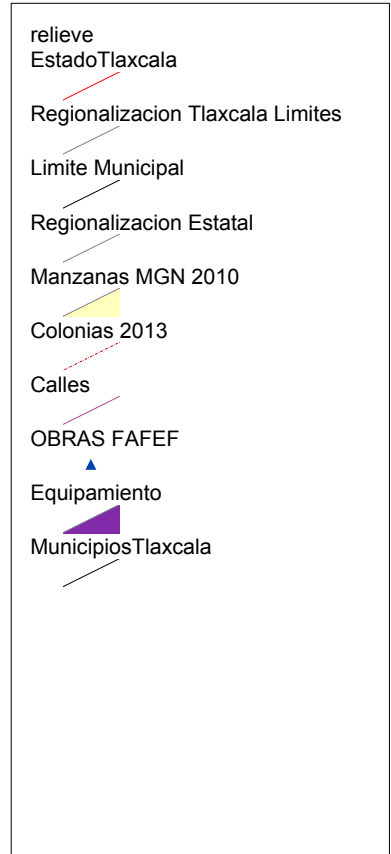 relieve
EstadoTlaxcala
Regionalizacion Tlaxcala Limites
Limite Municipal
Regionalizacion Estatal
Manzanas MGN 2010
Colonias 2013
Calles
OBRAS FAFEF
Equipamiento
MunicipiosTlaxcala